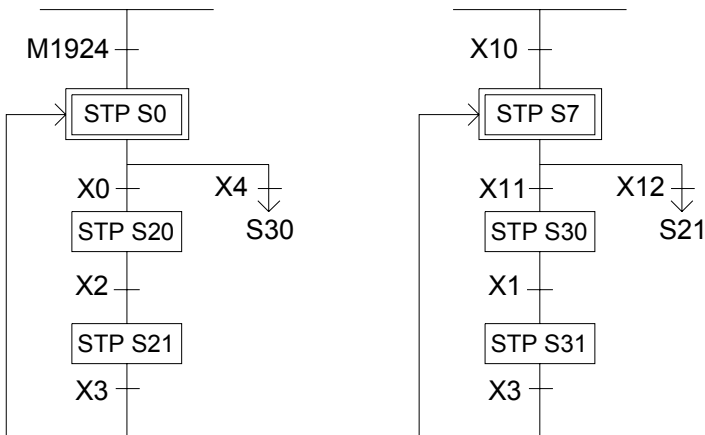 M1924
STP S0
X0
X4
S30
STP S20
X2
STP S21
X3
X10
STP S7
X11
X12
S21
STP S30
X1
STP S31
X3